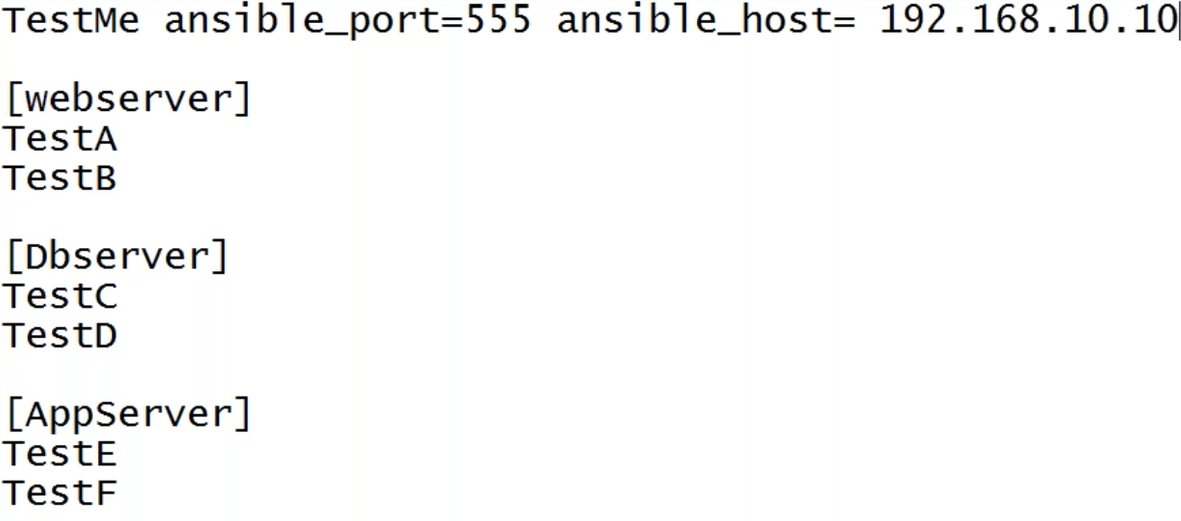 TestMe ansible_port=555 ansible_host= 192.168.10.10
[webserver]
TestA
TestB
[Dbserver]
TestC
TestD
[AppServer]
TestE
TestF